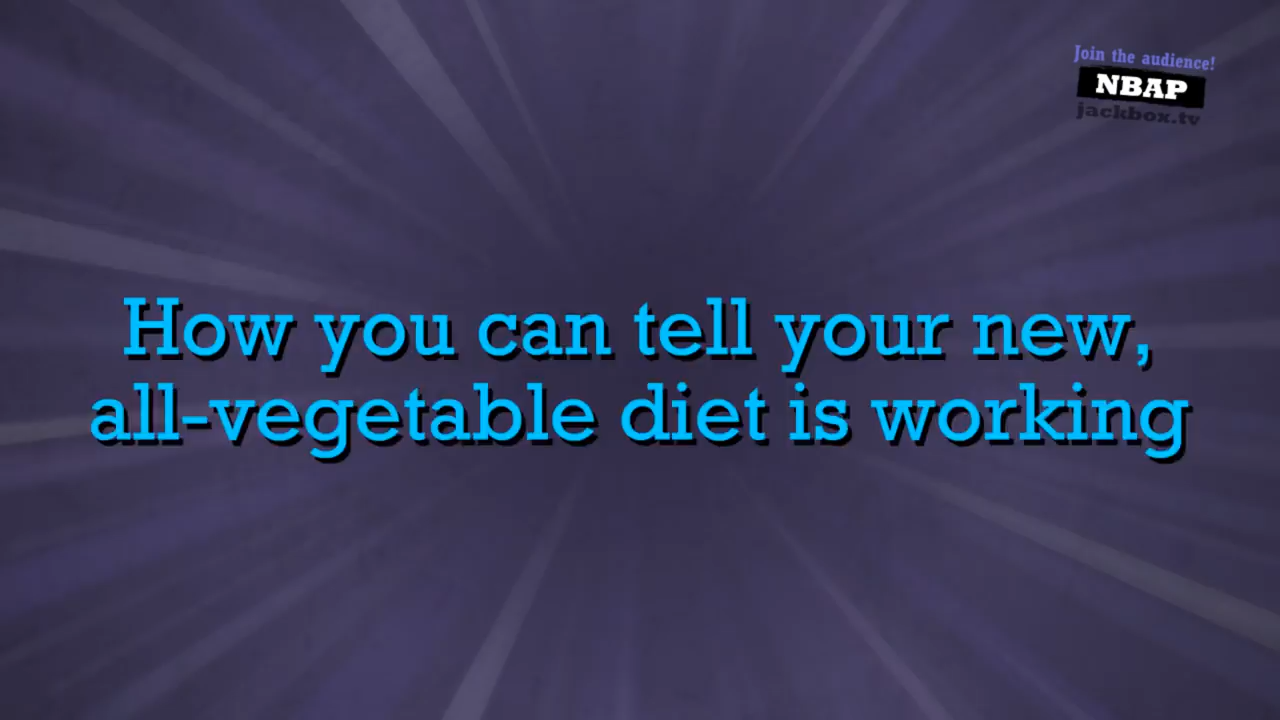 Join the audience!
NBAP
jackbox.tv
How you can tell your new,
all-vegetable diet is working